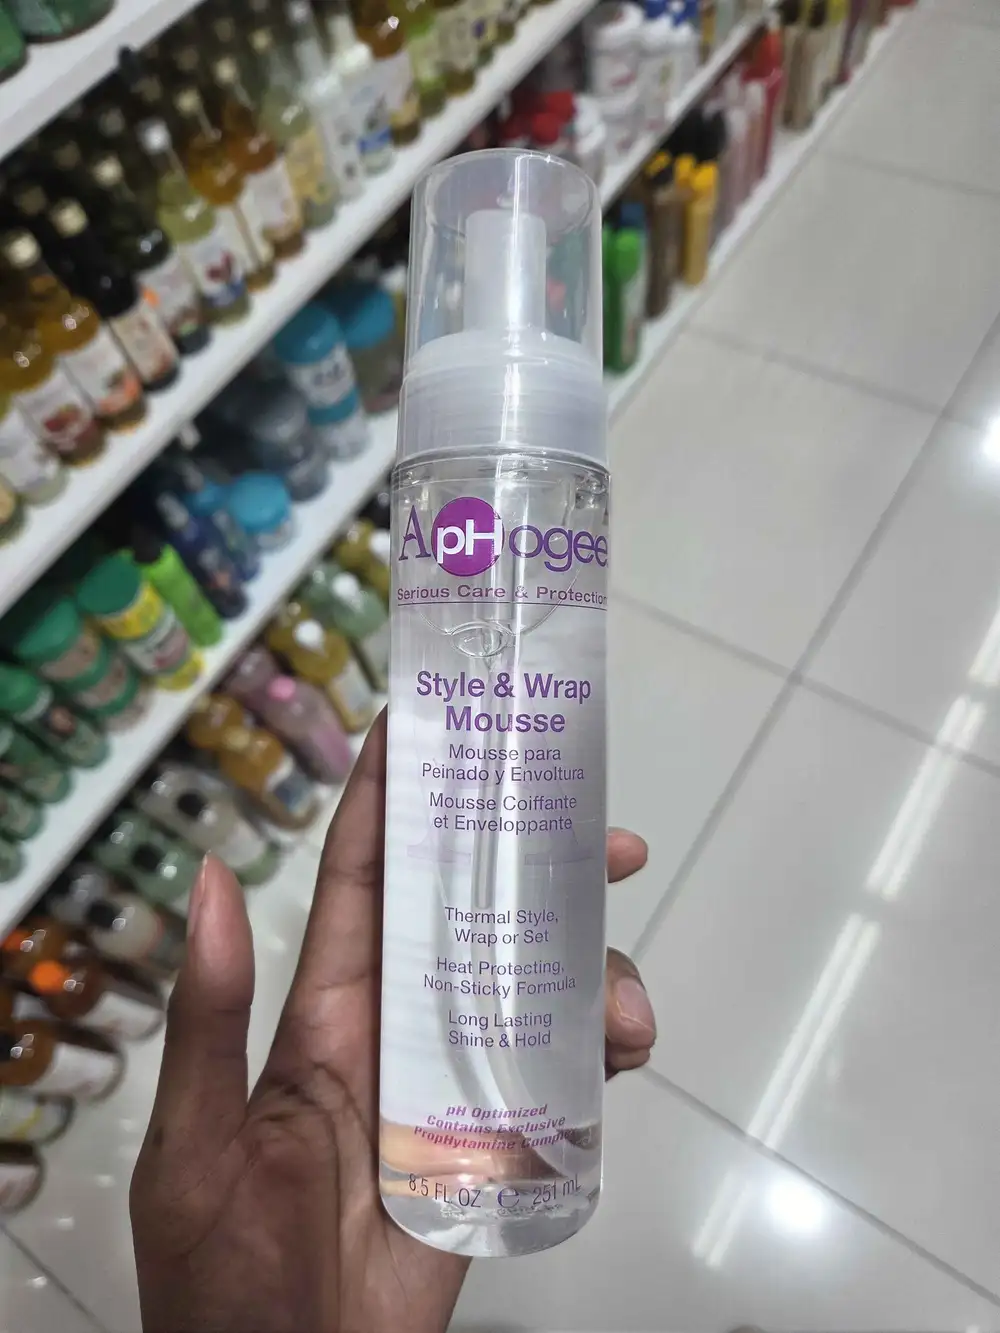 ApHogee
Serious Care & Protection
Style & Wrap
Mousse
Mousse para
Peinado y Envoltura
Mousse Coiffante
et Enveloppante
Thermal Style,
Wrap or Set
Heat Protecting,
Non-Sticky Formula
Long Lasting
Shine & Hold
pH Optimized
Contains Exclusive
PropHytamine Complex
8.5 FL OZ ℮ 251 mL